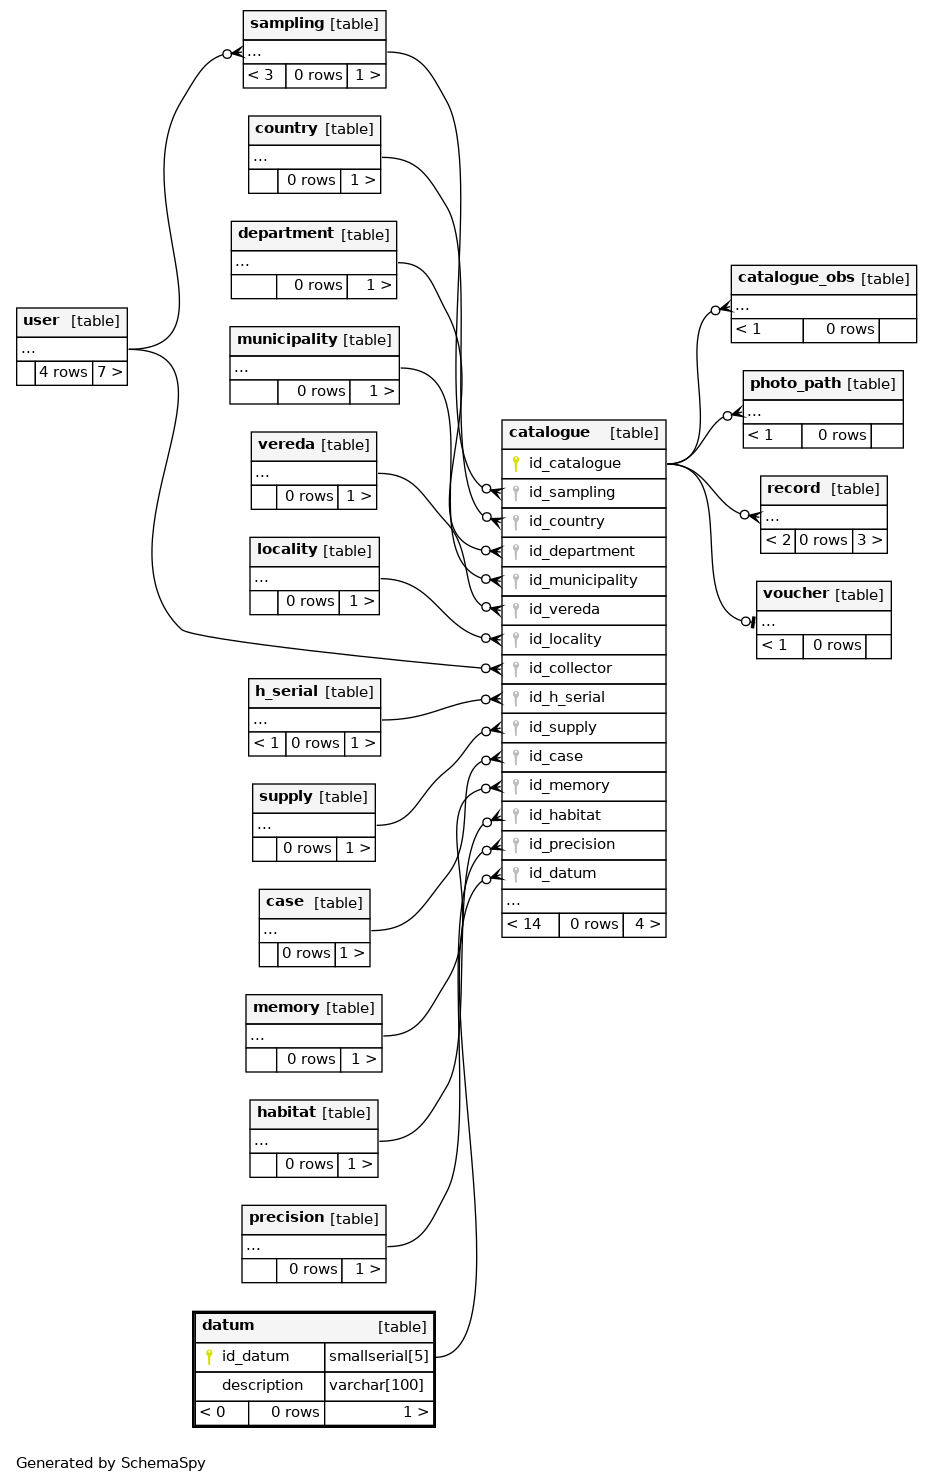 sampling [table]
...
< 3 0 rows 1 >
country [table]
...
0 rows 1 >
department [table]
...
0 rows 1 >
municipality [table]
...
0 rows 1 >
vereda [table]
...
0 rows 1 >
locality [table]
...
0 rows 1 >
user [table]
...
4 rows 7 >
h_serial [table]
...
< 1 0 rows 1 >
supply [table]
...
0 rows 1 >
case [table]
...
0 rows 1 >
memory [table]
...
0 rows 1 >
habitat [table]
...
0 rows 1 >
precision [table]
...
0 rows 1 >
datum [table]
id_datum smallserial[5]
description varchar[100]
< 0 0 rows 1 >
catalogue [table]
id_catalogue
id_sampling
id_country
id_department
id_municipality
id_vereda
id_locality
id_collector
id_h_serial
id_supply
id_case
id_memory
id_habitat
id_precision
id_datum
...
< 14 0 rows 4 >
catalogue_obs [table]
...
< 1 0 rows
photo_path [table]
...
< 1 0 rows
record [table]
...
< 2 0 rows 3 >
voucher [table]
...
< 1 0 rows
Generated by SchemaSpy